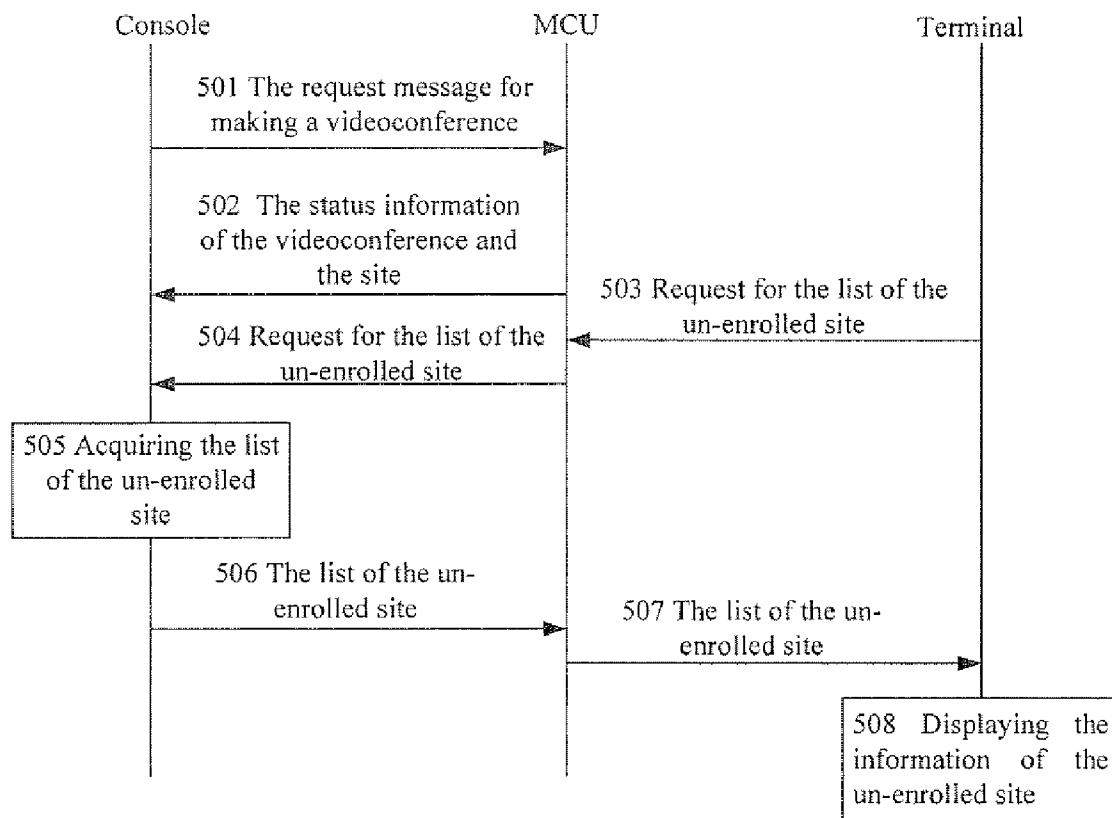 Console MCU Terminal
501 The request message for
making a videoconference
502 The status information
of the videoconference and
the site
503 Request for the list of the
un-enrolled site
504 Request for the list of the
un-enrolled site
505 Acquiring the list
of the un-enrolled
site
506 The list of the un-
enrolled site
507 The list of the un-
enrolled site
508 Displaying the
information of the
un-enrolled site